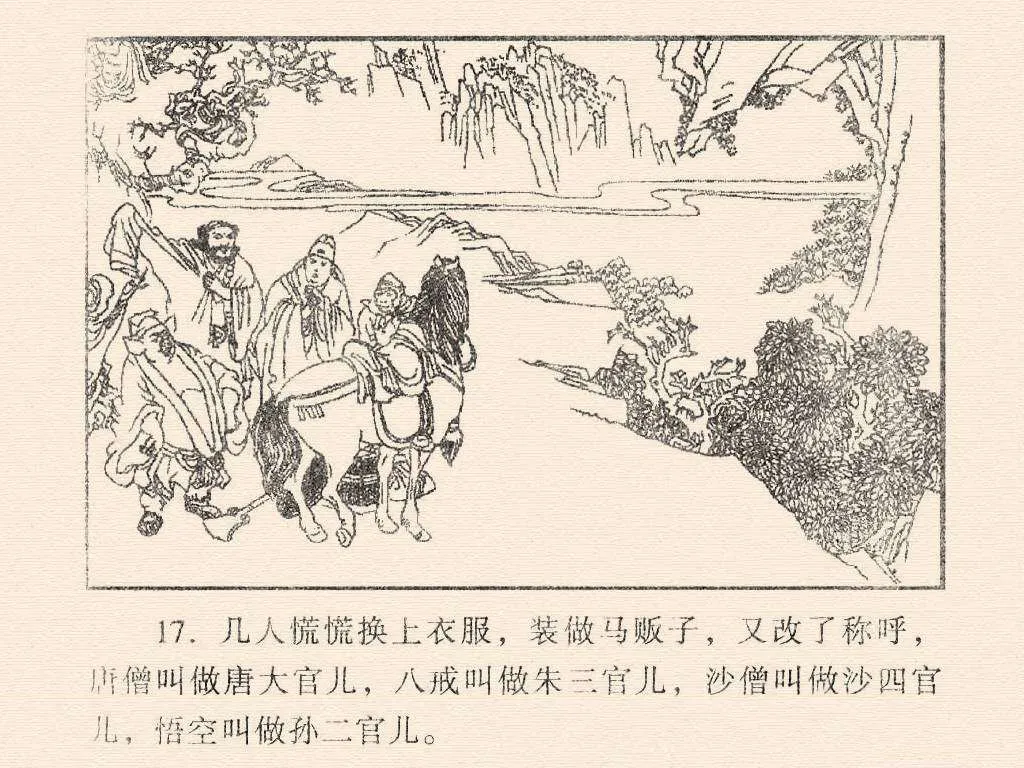 17. 几人慌慌换上衣服，装做马贩子，又改了称呼，
唐僧叫做唐大官儿，八戒叫做朱三官儿，沙僧叫做沙四官
儿，悟空叫做孙二官儿。